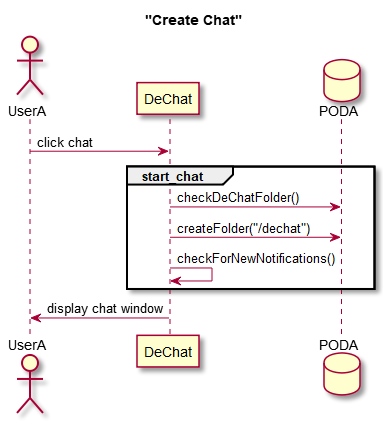 "Create Chat"
UserA
DeChat
PODA
click chat
start_chat
checkDeChatFolder()
createFolder("/dechat")
checkForNewNotifications()
display chat window
UserA
DeChat
PODA